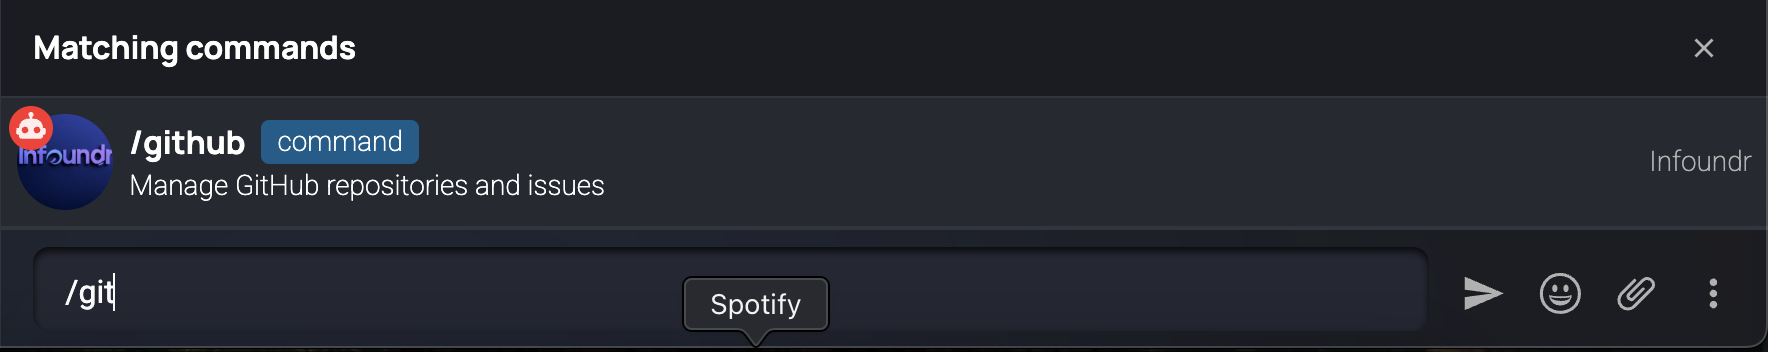 Matching commands
Infoundr
/github command
Manage GitHub repositories and issues
Infoundr
/git
Spotify